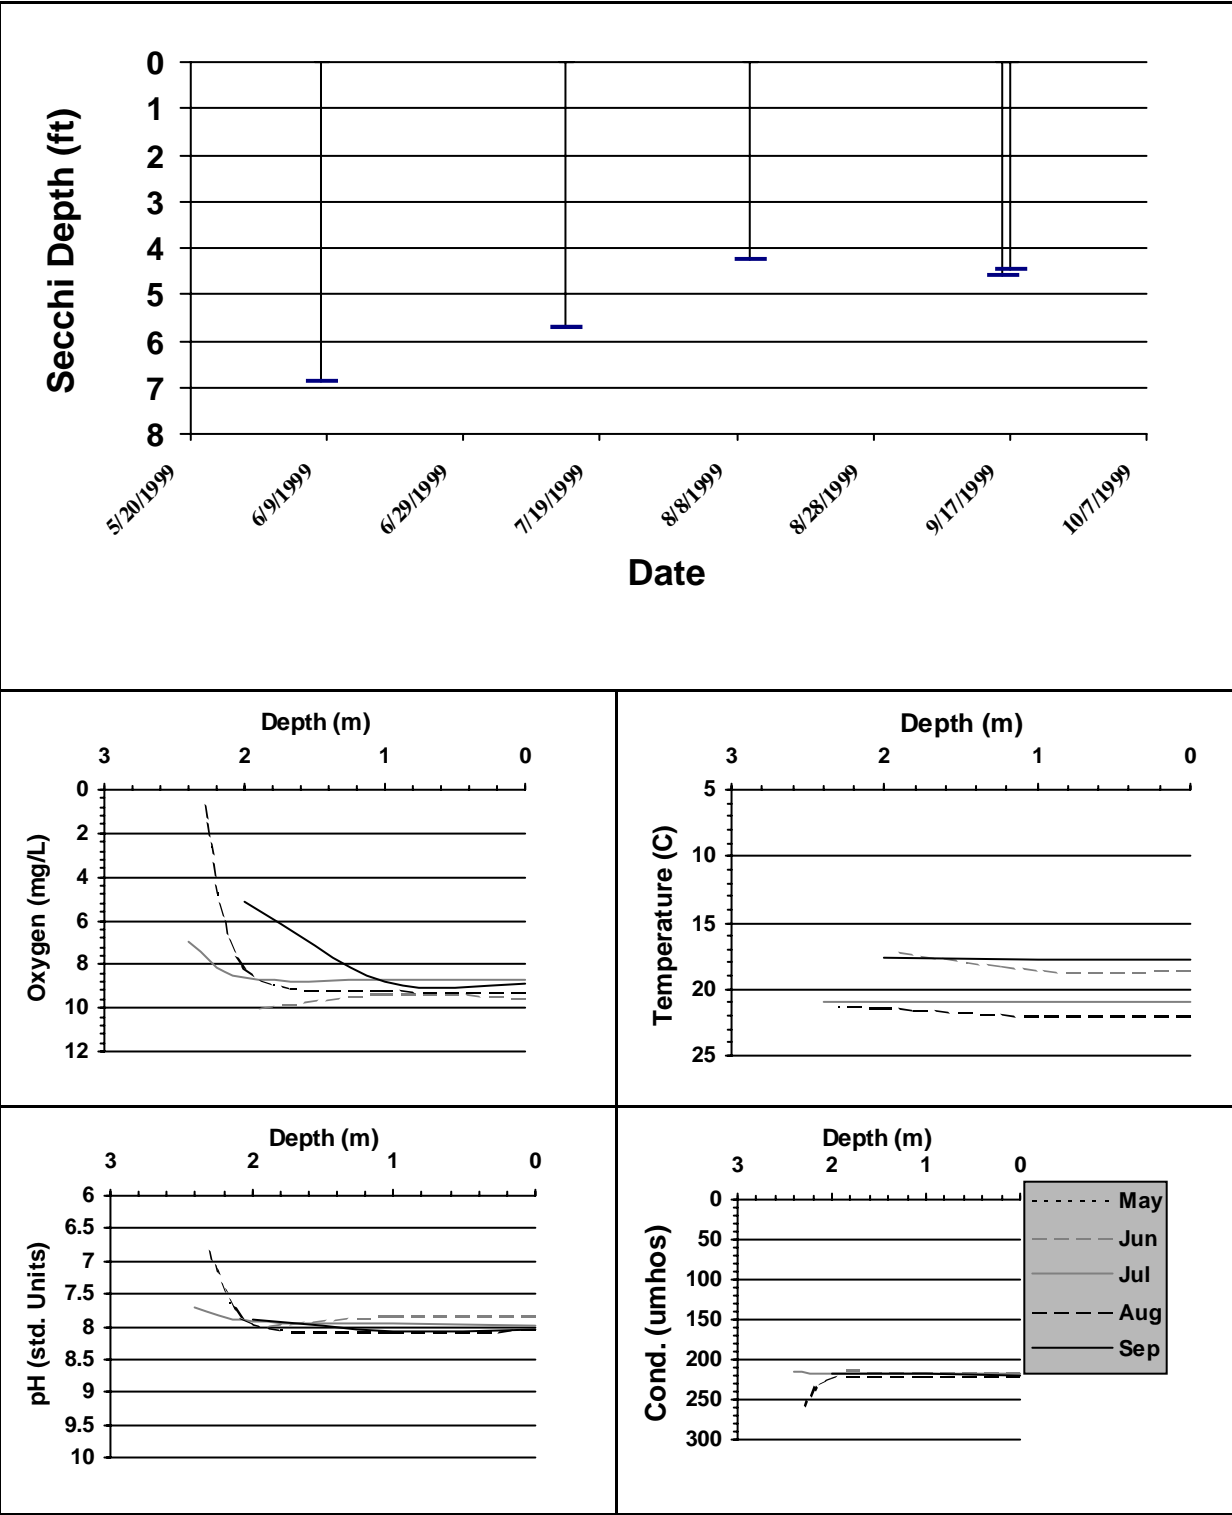 Secchi Depth (ft)
0
1
2
3
4
5
6
7
8
5/20/1999
6/9/1999
6/29/1999
7/19/1999
8/8/1999
8/28/1999
9/17/1999
10/7/1999
Date
Depth (m)
3 2 1 0
Oxygen (mg/L)
0
2
4
6
8
10
12
Depth (m)
3 2 1 0
Temperature (C)
5
10
15
20
25
Depth (m)
3 2 1 0
pH (std. Units)
6
6.5
7
7.5
8
8.5
9
9.5
10
Depth (m)
3 2 1 0
Cond. (umhos)
0
50
100
150
200
250
300
May
Jun
Jul
Aug
Sep